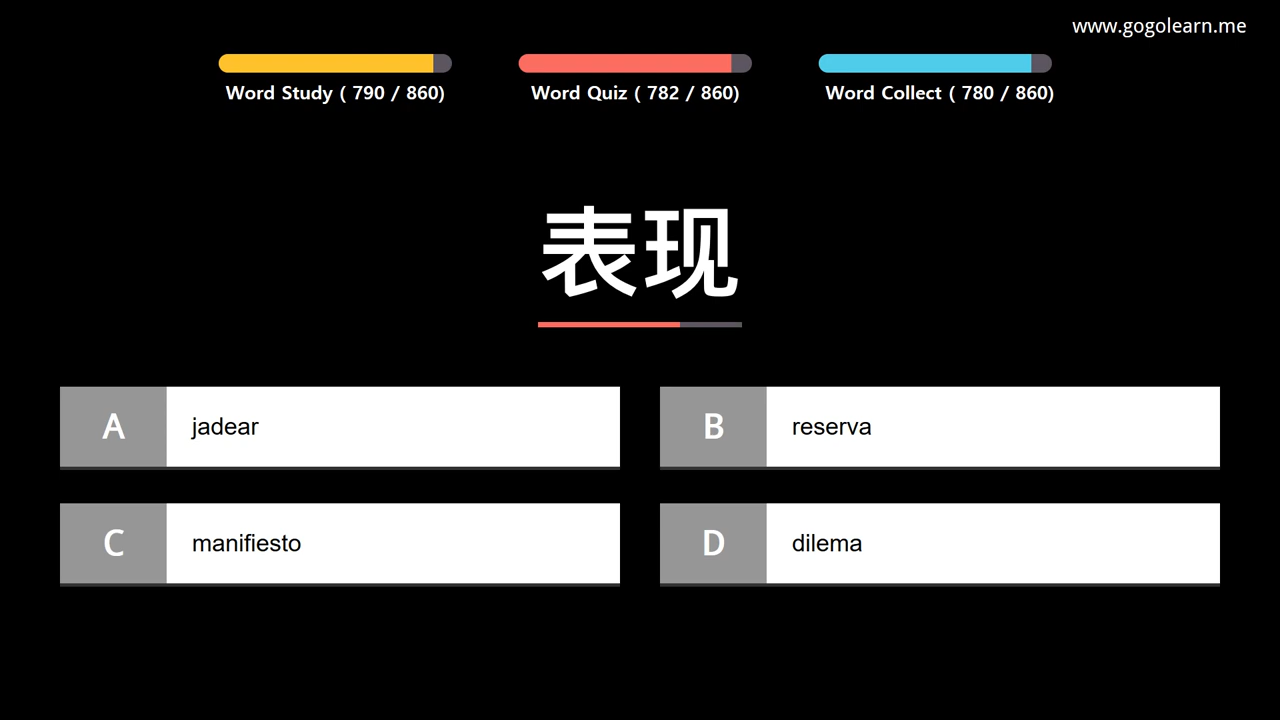 www.gogolearn.me
Word Study ( 790 / 860)
Word Quiz ( 782 / 860)
Word Collect ( 780 / 860)
表现
A jadear
B reserva
C manifiesto
D dilema